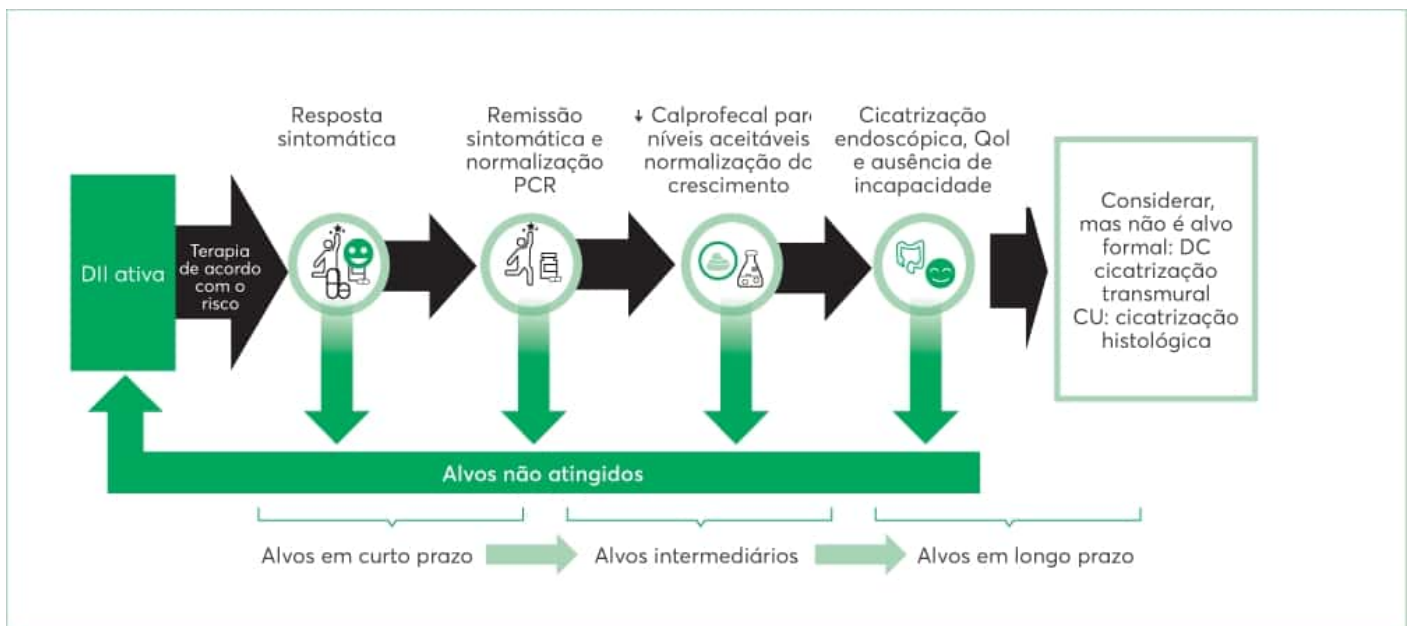 Resposta
sintomática
Remissão
sintomática e
normalização
PCR
↓ Calprofecal par
níveis aceitáveis
normalização do
crescimento
Cicatrização
endoscópica, Qol
e ausência de
incapacidade
DII ativa
Terapia
de acordo
com o
risco
Considerar,
mas não é alvo
formal: DC
cicatrização
transmural
CU: cicatrização
histológica
Alvos não atingidos
Alvos em curto prazo
Alvos intermediários
Alvos em longo prazo